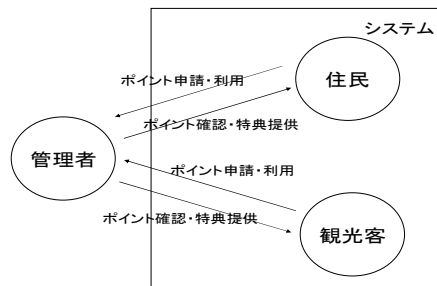 システム
ポイント申請・利用
住民
ポイント確認・特典提供
管理者
ポイント申請・利用
ポイント確認・特典提供
観光客